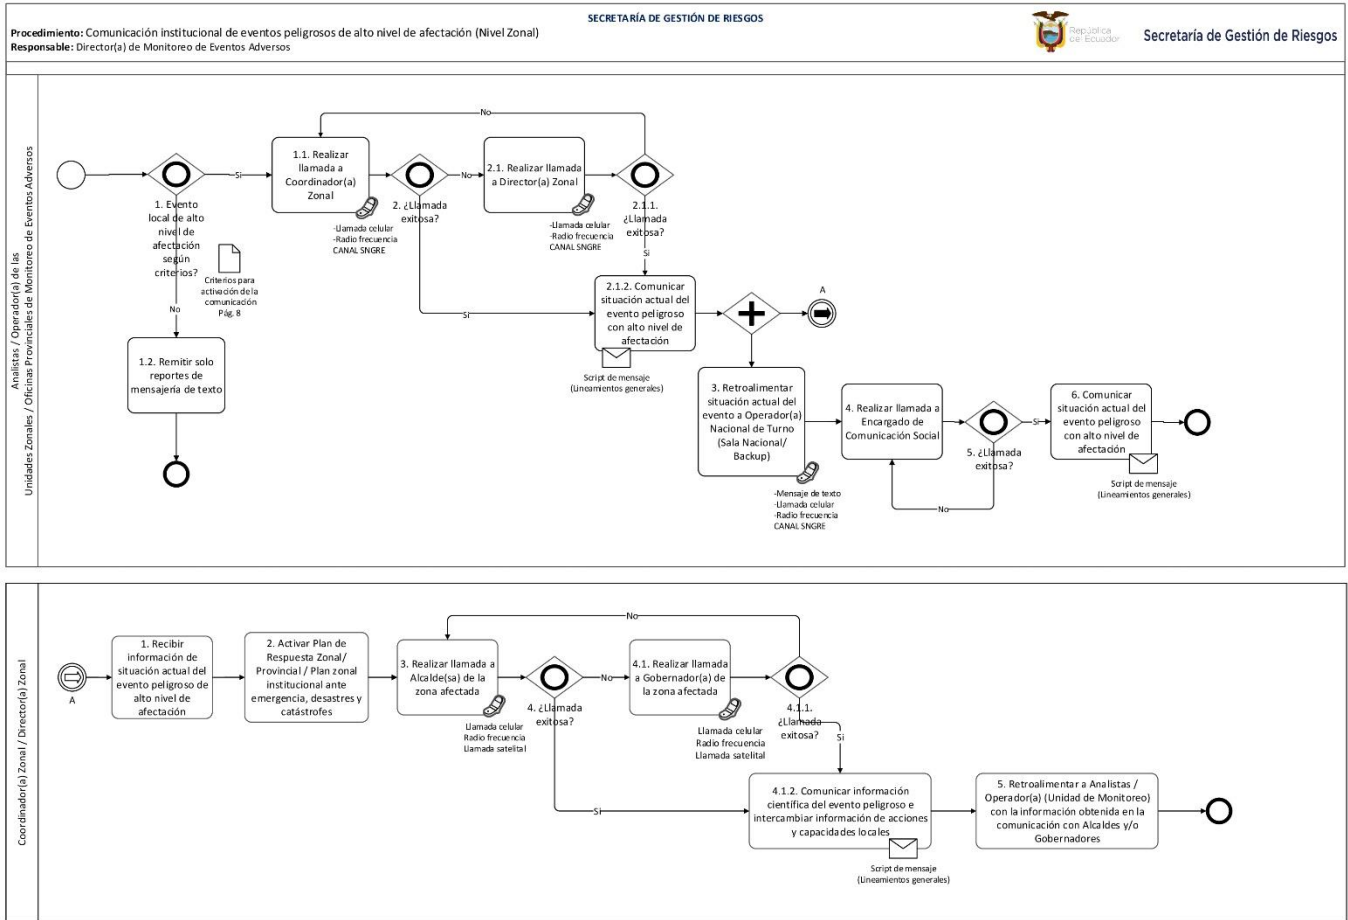 SECRETARÍA DE GESTIÓN DE RIESGOS
Procedimiento: Comunicación institucional de eventos peligrosos de alto nivel de afectación (Nivel Zonal)
Responsable: Director(a) de Monitoreo de Eventos Adversos
República
del Ecuador
Secretaría de Gestión de Riesgos
Analistas / Operador(a) de las
Unidades Zonales / Oficinas Provinciales de Monitoreo de Eventos Adversos
1. Evento
local de alto
nivel de
afectación
según
criterios?
Si
No
Criterios para
activación de la
comunicación
Pág. 8
1.2. Remitir solo
reportes de
mensajería de texto
1.1. Realizar
llamada a
Coordinador(a)
Zonal
-Llamada celular
-Radio frecuencia
CANAL SNGRE
2. ¿Llamada
exitosa?
No
Si
2.1. Realizar llamada
a Director(a) Zonal
-Llamada celular
-Radio frecuencia
CANAL SNGRE
No
2.1.1.
¿Llamada
exitosa?
Si
2.1.2. Comunicar
situación actual del
evento peligroso
con alto nivel de
afectación
Script de mensaje
(Lineamientos generales)
A
3. Retroalimentar
situación actual del
evento a Operador(a)
Nacional de Turno
(Sala Nacional/
Backup)
-Mensaje de texto
-Llamada celular
-Radio frecuencia
CANAL SNGRE
4. Realizar llamada a
Encargado de
Comunicación Social
5. ¿Llamada
exitosa?
No
Si
6. Comunicar
situación actual del
evento peligroso
con alto nivel de
afectación
Script de mensaje
(Lineamientos generales)
Coordinador(a) Zonal / Director(a) Zonal
A
1. Recibir
información de
situación actual del
evento peligroso de
alto nivel de
afectación
2. Activar Plan de
Respuesta Zonal/
Provincial / Plan zonal
institucional ante
emergencia, desastres y
catástrofes
3. Realizar llamada a
Alcalde(sa) de la
zona afectada
Llamada celular
Radio frecuencia
Llamada satelital
4. ¿Llamada
exitosa?
No
Si
4.1. Realizar llamada
a Gobernador(a) de
la zona afectada
Llamada celular
Radio frecuencia
Llamada satelital
No
4.1.1.
¿Llamada
exitosa?
Si
4.1.2. Comunicar información
científica del evento peligroso e
intercambiar información de acciones
y capacidades locales
Script de mensaje
(Lineamientos generales)
5. Retroalimentar a Analistas /
Operador(a) (Unidad de Monitoreo)
con la información obtenida en la
comunicación con Alcaldes y/o
Gobernadores